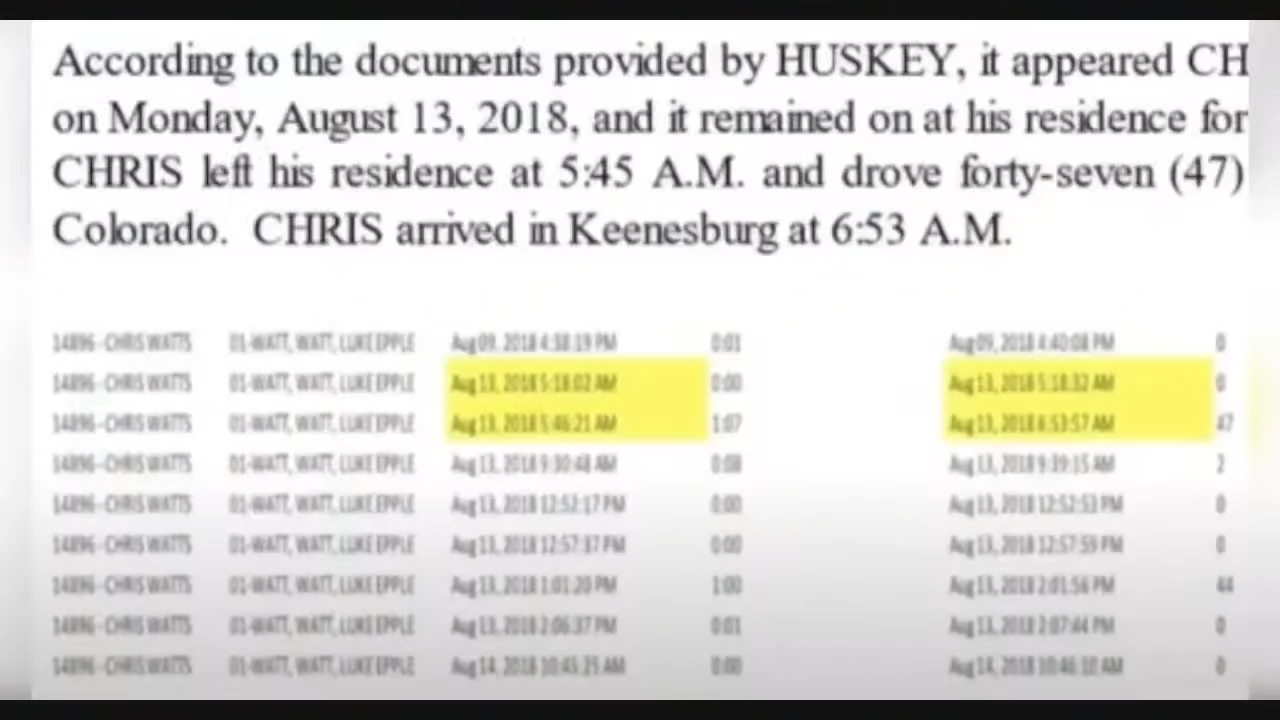 According to the documents provided by HUSKEY, it appeared CH
on Monday, August 13, 2018, and it remained on at his residence for
CHRIS left his residence at 5:45 A.M. and drove forty-seven (47)
Colorado. CHRIS arrived in Keenesburg at 6:53 A.M.
14896 - CHRIS WATTS 01-WATT, WATT, LUKE EPPLE Aug 09, 2018 4:38:19 PM 0:01 Aug 09, 2018 4:40:08 PM 0
14896 - CHRIS WATTS 01-WATT, WATT, LUKE EPPLE Aug 13, 2018 5:18:02 AM 0:00 Aug 13, 2018 5:18:32 AM 0
14896 - CHRIS WATTS 01-WATT, WATT, LUKE EPPLE Aug 13, 2018 5:46:21 AM 1:07 Aug 13, 2018 6:53:57 AM 47
14896 - CHRIS WATTS 01-WATT, WATT, LUKE EPPLE Aug 13, 2018 9:30:48 AM 0:08 Aug 13, 2018 9:39:15 AM 2
14896 - CHRIS WATTS 01-WATT, WATT, LUKE EPPLE Aug 13, 2018 12:52:17 PM 0:00 Aug 13, 2018 12:52:53 PM 0
14896 - CHRIS WATTS 01-WATT, WATT, LUKE EPPLE Aug 13, 2018 12:57:37 PM 0:00 Aug 13, 2018 12:57:59 PM 0
14896 - CHRIS WATTS 01-WATT, WATT, LUKE EPPLE Aug 13, 2018 1:01:20 PM 1:00 Aug 13, 2018 2:01:56 PM 44
14896 - CHRIS WATTS 01-WATT, WATT, LUKE EPPLE Aug 13, 2018 2:06:37 PM 0:01 Aug 13, 2018 2:07:44 PM 0
14896 - CHRIS WATTS 01-WATT, WATT, LUKE EPPLE Aug 14, 2018 10:45:25 AM 0:00 Aug 14, 2018 10:46:10 AM 0